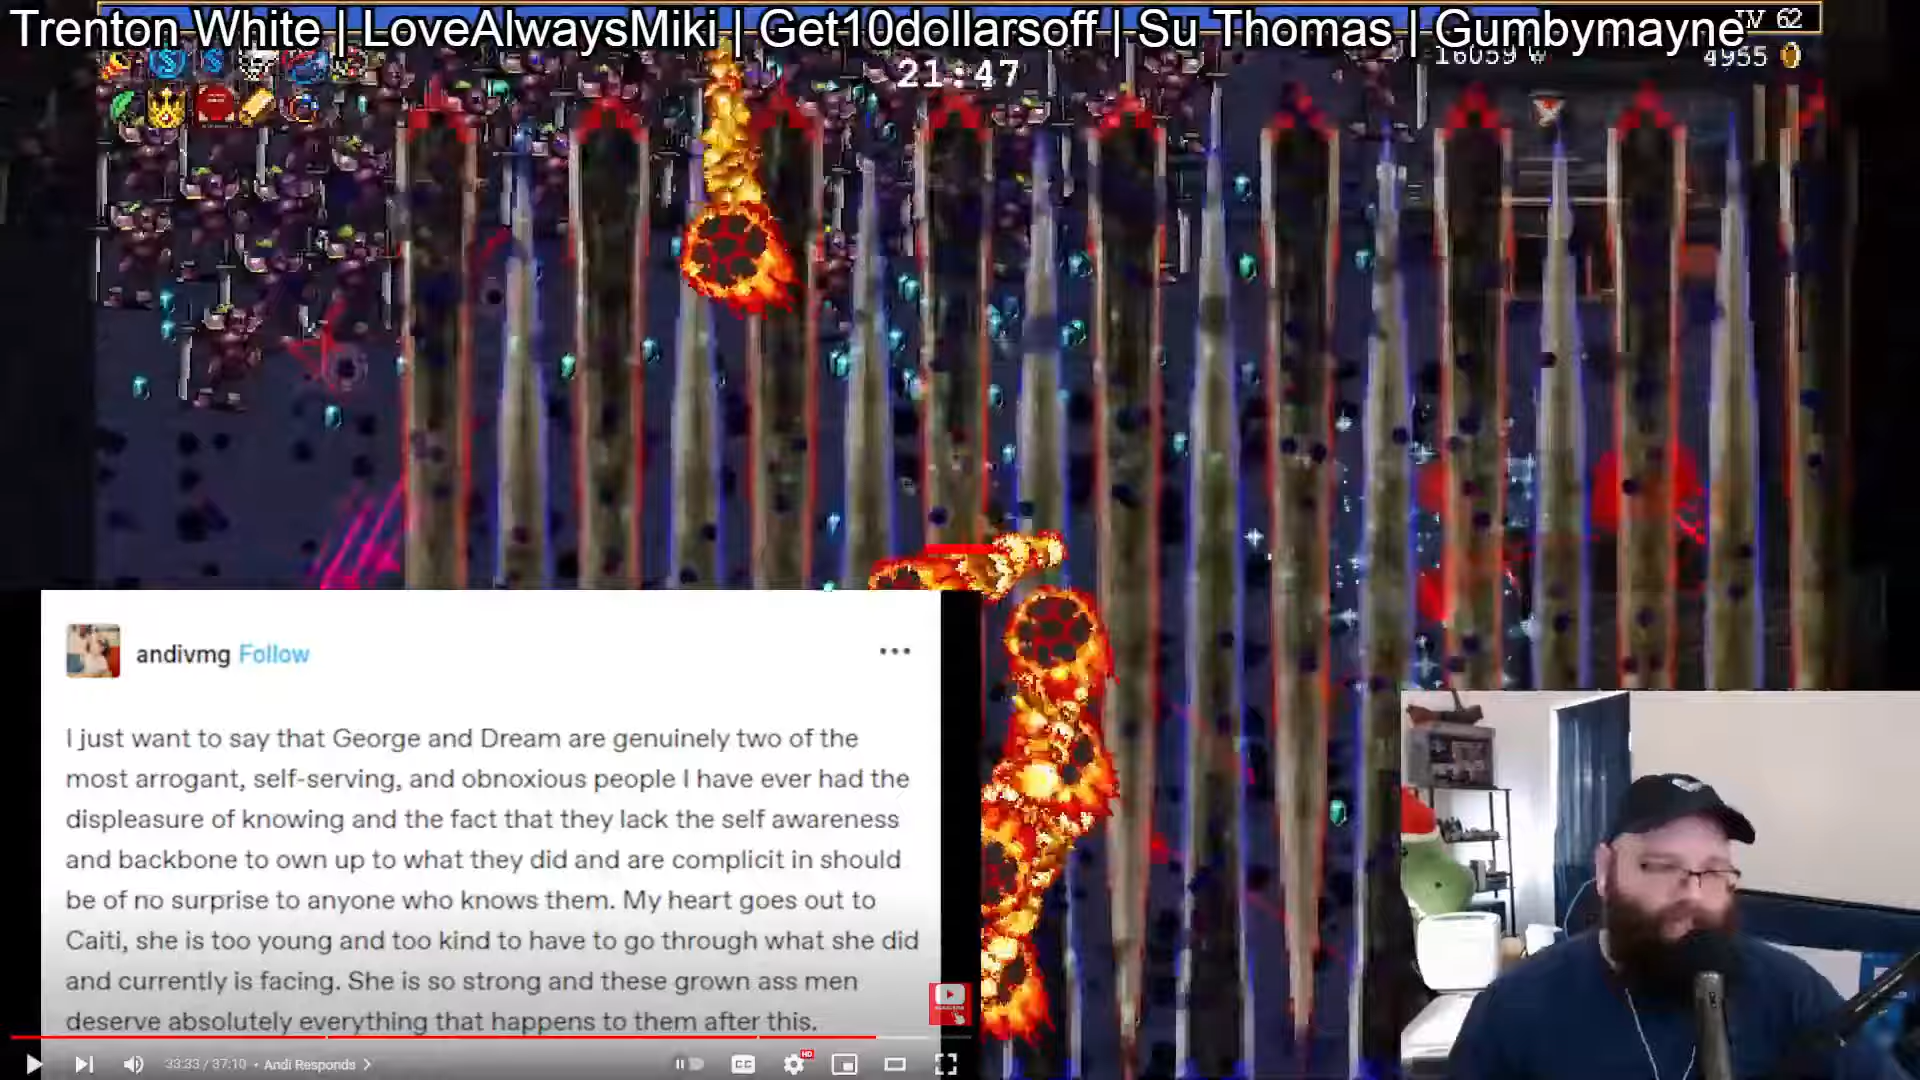 Trenton White | LoveAlwaysMiki | Get10dollarsoff | Su Thomas | Gumbymayne
LV 62
21:47
16059
4955
andivmg Follow
I just want to say that George and Dream are genuinely two of the
most arrogant, self-serving, and obnoxious people I have ever had the
displeasure of knowing and the fact that they lack the self awareness
and backbone to own up to what they did and are complicit in should
be of no surprise to anyone who knows them. My heart goes out to
Caiti, she is too young and too kind to have to go through what she did
and currently is facing. She is so strong and these grown ass men
deserve absolutely everything that happens to them after this.
SUBSCRIBE
33:33 / 37:10 • Andi Responds
CC
HD